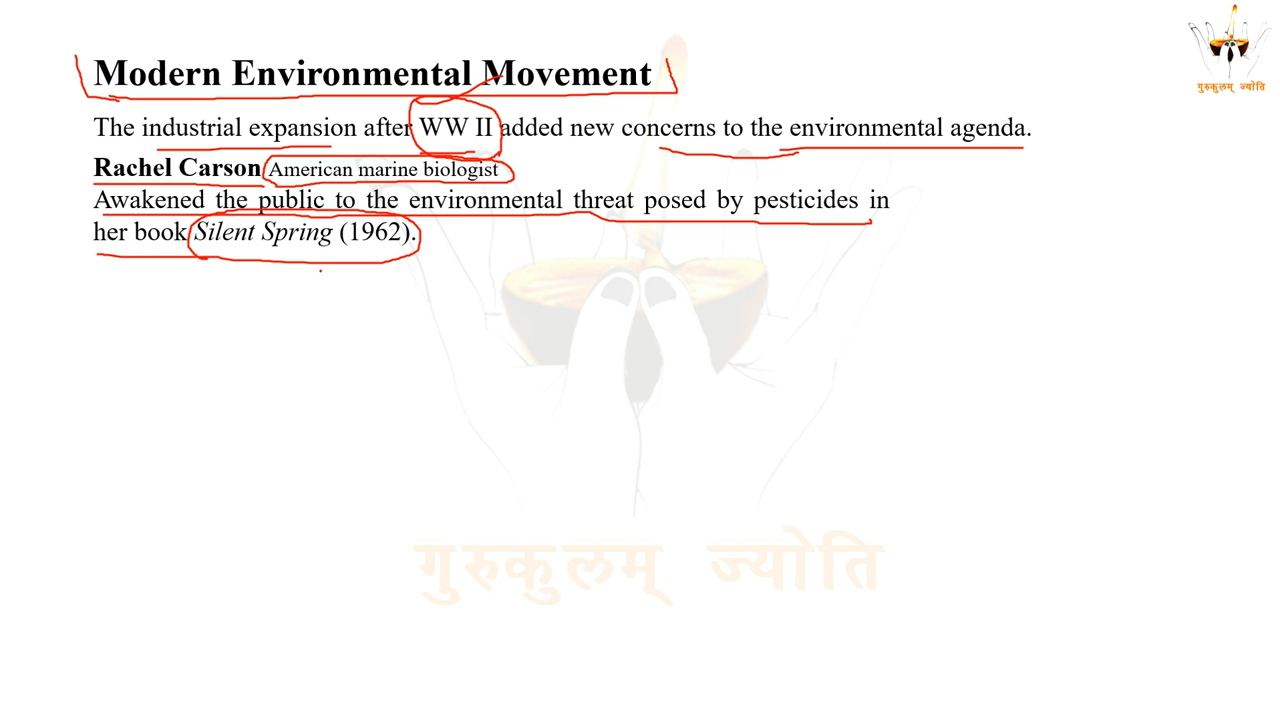 गुरुकुलम् ज्योति
Modern Environmental Movement
The industrial expansion after WW II added new concerns to the environmental agenda.
Rachel Carson American marine biologist
Awakened the public to the environmental threat posed by pesticides in
her book Silent Spring (1962).
गुरुकुलम् ज्योति